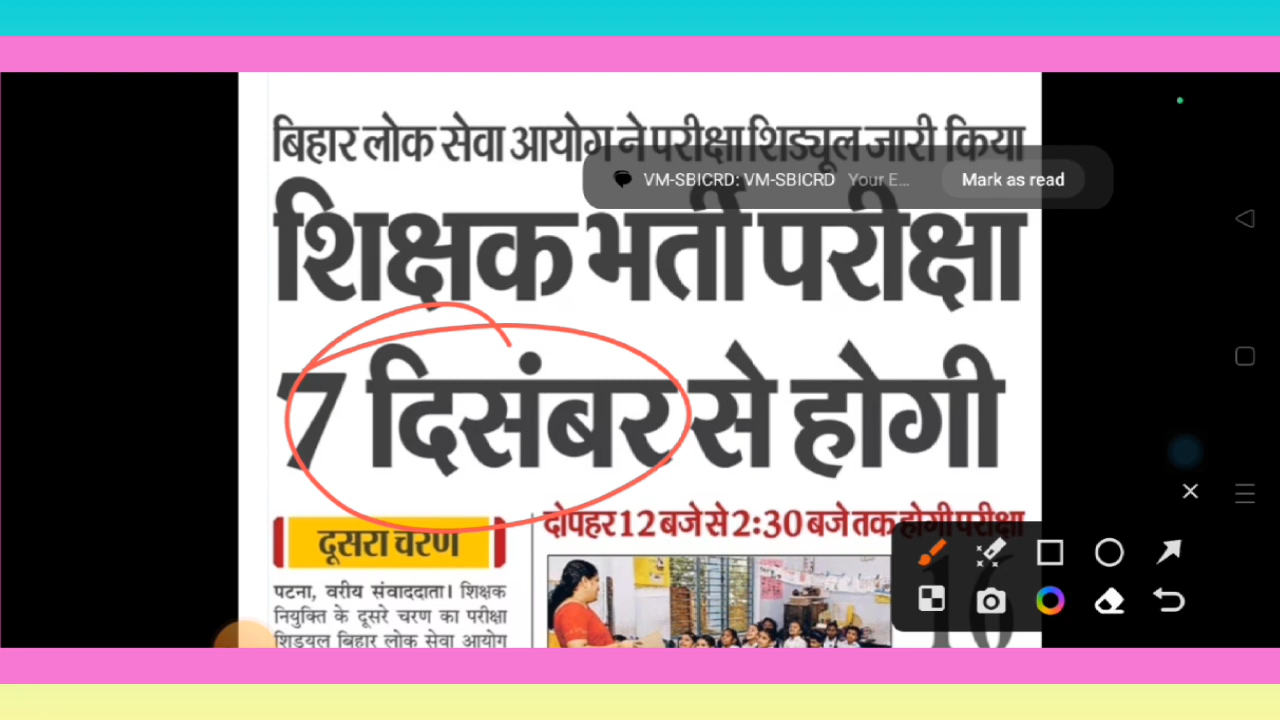 बिहार लोक सेवा आयोग ने परीक्षा शिड्यूल जारी किया
VM-SBICRD: VM-SBICRD Your E... Mark as read
शिक्षक भर्ती परीक्षा
7 दिसंबर से होगी
दूसरा चरण
दोपहर 12 बजे से 2:30 बजे तक होगी परीक्षा
पटना, वरीय संवाददाता। शिक्षक
नियुक्ति के दूसरे चरण का परीक्षा
शिड्यूल बिहार लोक सेवा आयोग
16